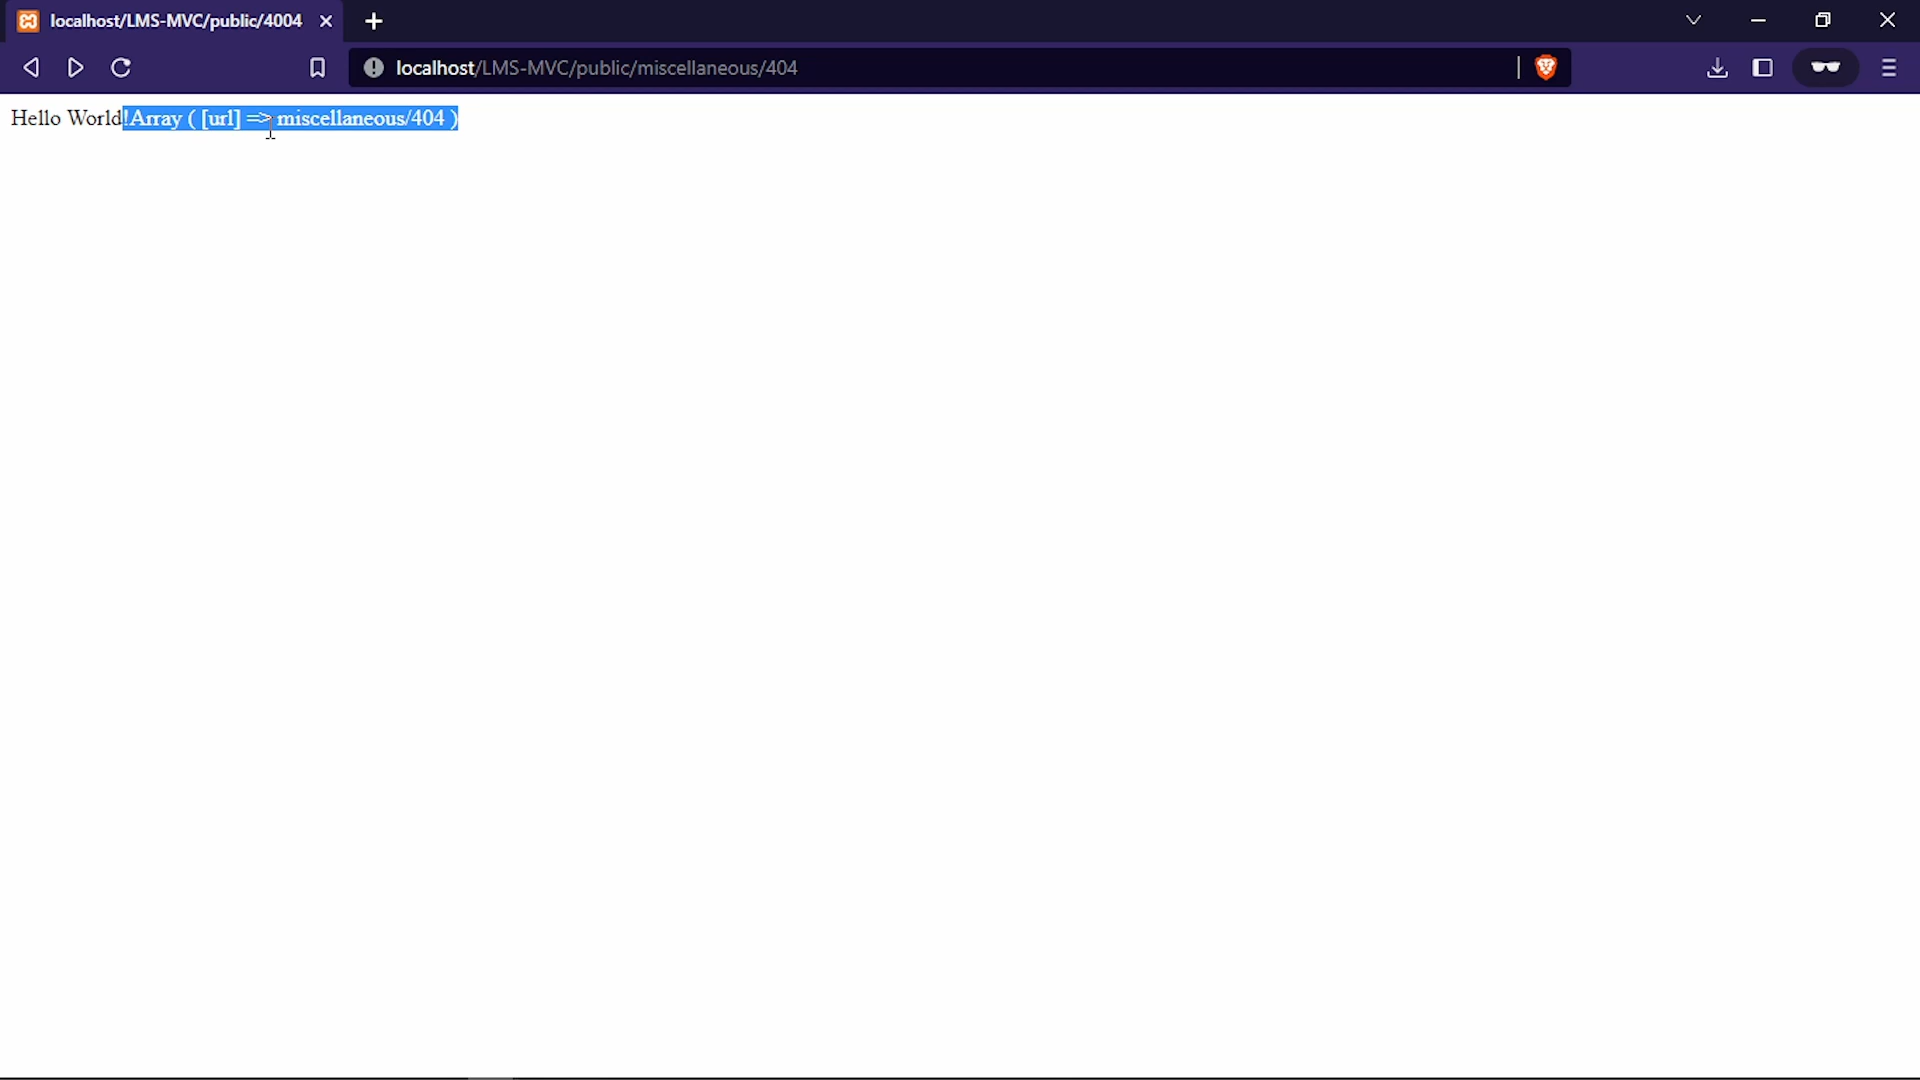 localhost/LMS-MVC/public/4004
localhost/LMS-MVC/public/miscellaneous/404
Hello World!Array ( [url] => miscellaneous/404 )